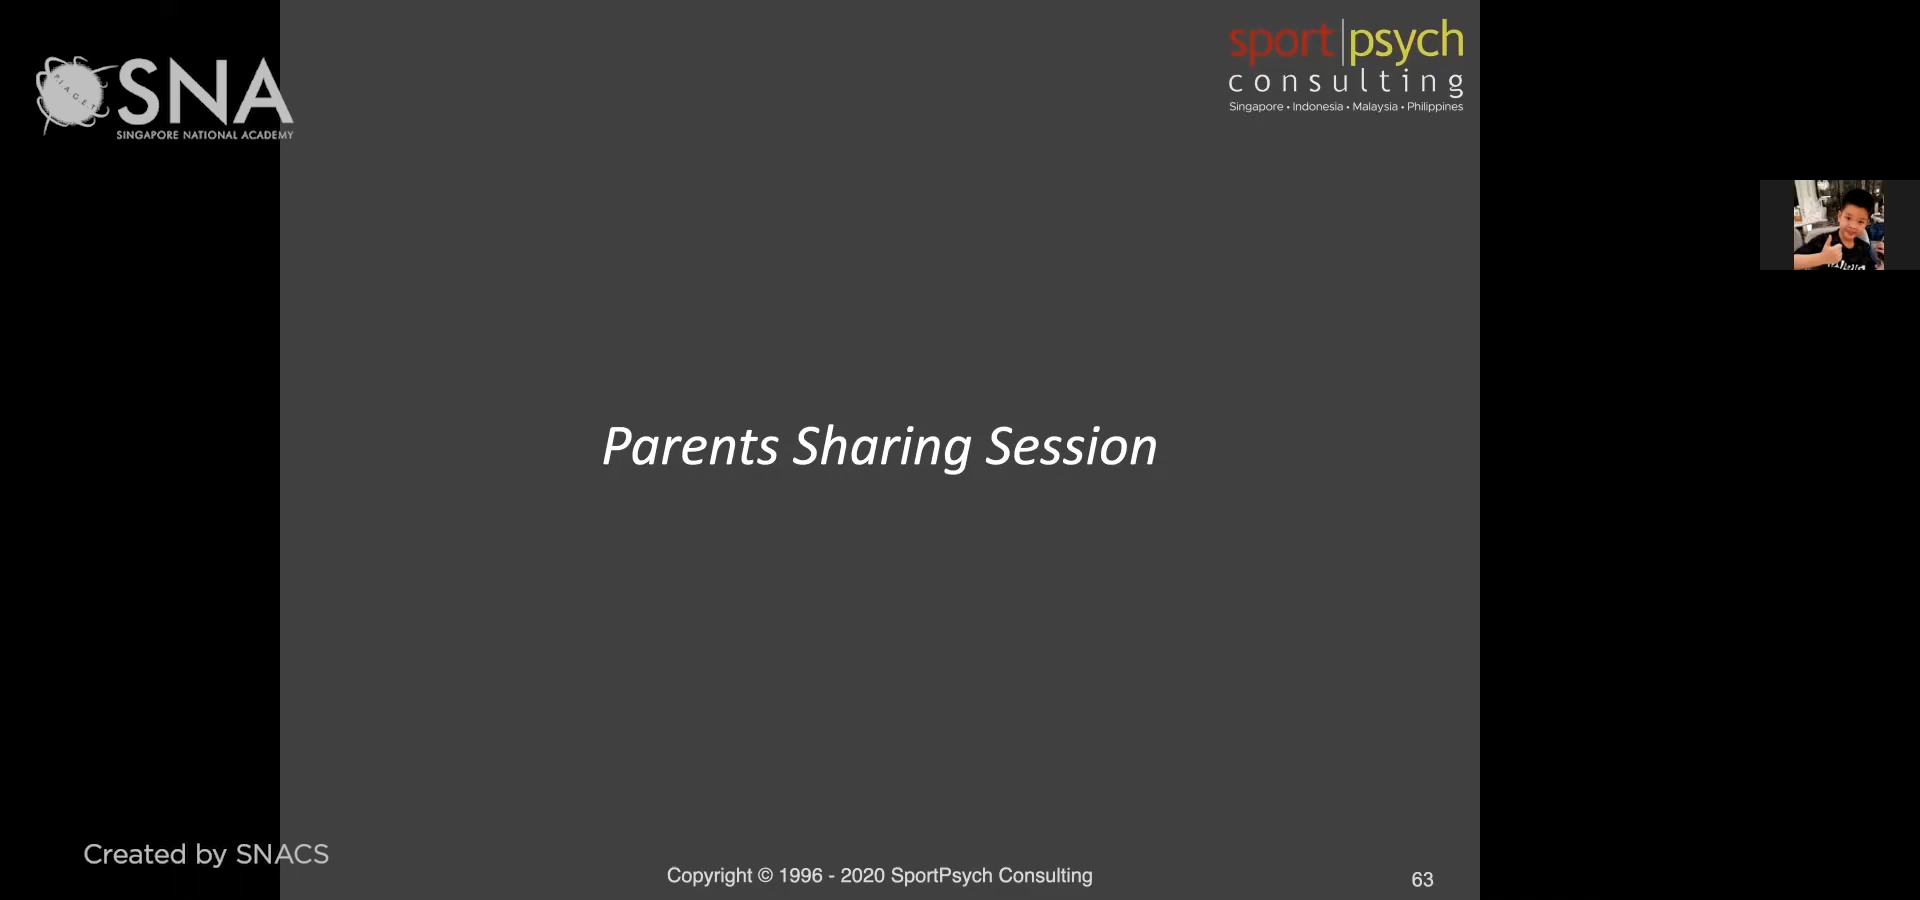 sport|psych
consulting
Singapore • Indonesia • Malaysia • Philippines
PIAGET
SNA
SINGAPORE NATIONAL ACADEMY
Parents Sharing Session
Created by SNACS
Copyright © 1996 - 2020 SportPsych Consulting
63